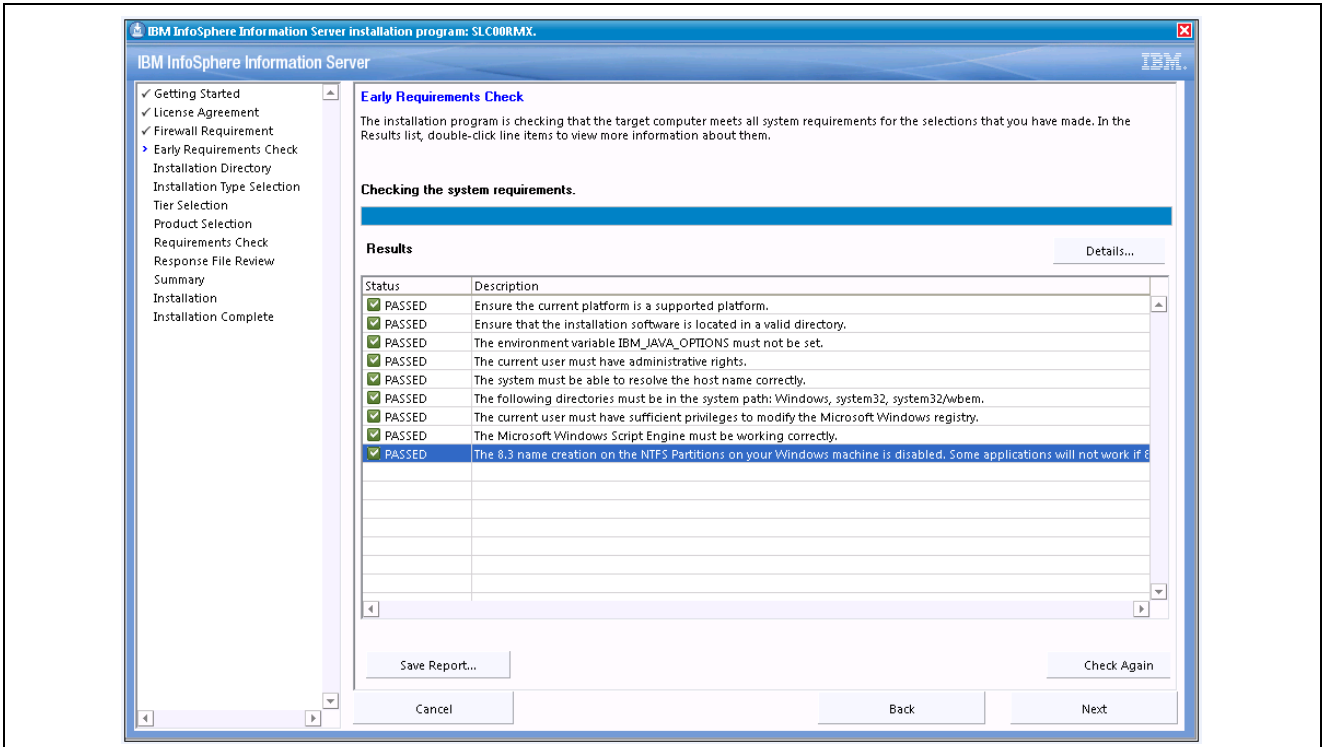 IBM InfoSphere Information Server installation program: SLC00RMX.
IBM InfoSphere Information Server
IBM.
✓ Getting Started
✓ License Agreement
✓ Firewall Requirement
> Early Requirements Check
Installation Directory
Installation Type Selection
Tier Selection
Product Selection
Requirements Check
Response File Review
Summary
Installation
Installation Complete
Early Requirements Check
The installation program is checking that the target computer meets all system requirements for the selections that you have made. In the
Results list, double-click line items to view more information about them.
Checking the system requirements.
Results
Details...
Status Description
PASSED Ensure the current platform is a supported platform.
PASSED Ensure that the installation software is located in a valid directory.
PASSED The environment variable IBM_JAVA_OPTIONS must not be set.
PASSED The current user must have administrative rights.
PASSED The system must be able to resolve the host name correctly.
PASSED The following directories must be in the system path: Windows, system32, system32/wbem.
PASSED The current user must have sufficient privileges to modify the Microsoft Windows registry.
PASSED The Microsoft Windows Script Engine must be working correctly.
PASSED The 8.3 name creation on the NTFS Partitions on your Windows machine is disabled. Some applications will not work if
Save Report...
Check Again
Cancel
Back
Next